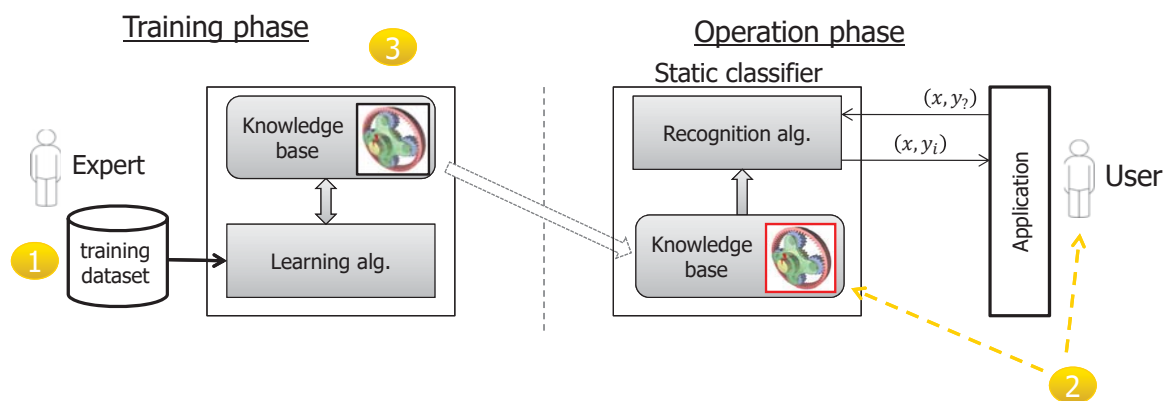 Training phase
3
Knowledge
base
Expert
1
training
dataset
Learning alg.
Operation phase
Static classifier
Recognition alg.
(x, y?)
(x, yᵢ)
Knowledge
base
Application
User
2